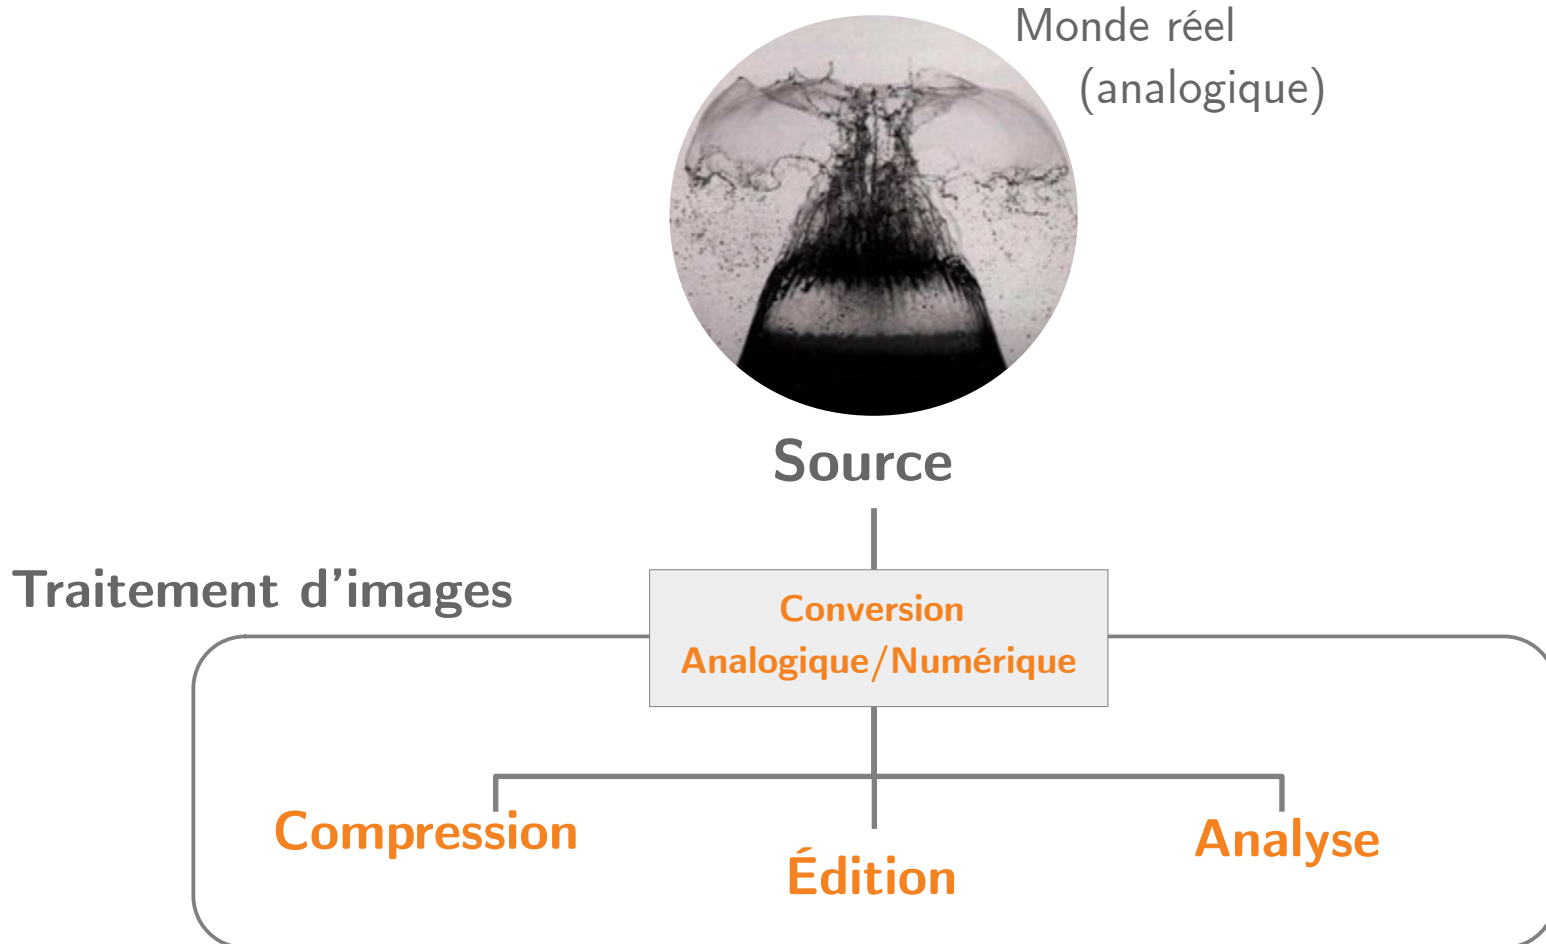 Monde réel
(analogique)
Source
Traitement d'images
Conversion
Analogique/Numérique
Compression
Édition
Analyse